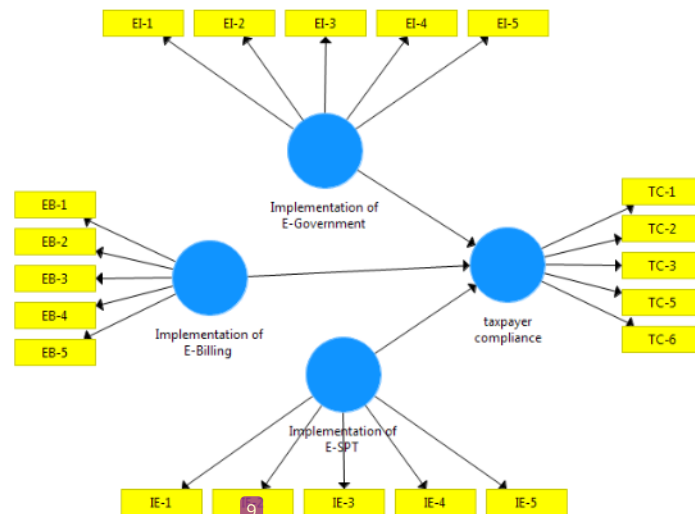 EI-1
EI-2
EI-3
EI-4
EI-5
Implementation of
E-Government
EB-1
EB-2
EB-3
EB-4
EB-5
Implementation of
E-Billing
TC-1
TC-2
TC-3
TC-5
TC-6
taxpayer
compliance
Implementation of
E-SPT
IE-1
9
IE-3
IE-4
IE-5